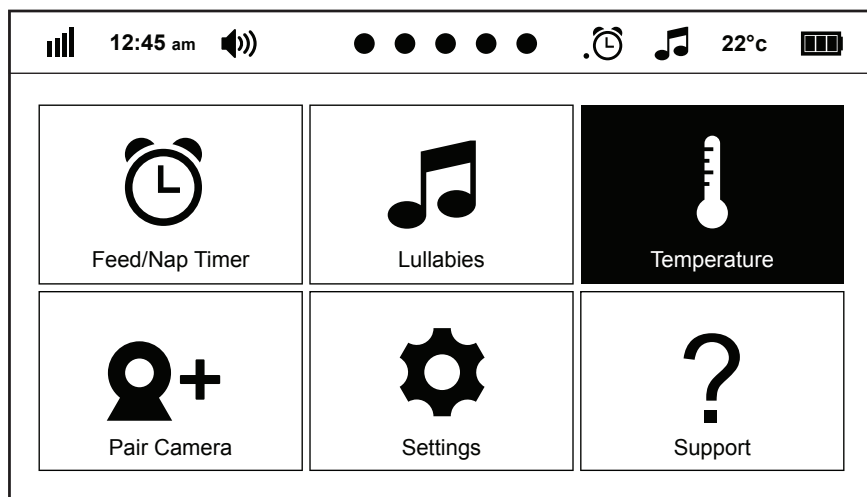 12:45 am 22°c
Feed/Nap Timer Lullabies Temperature
Pair Camera Settings Support